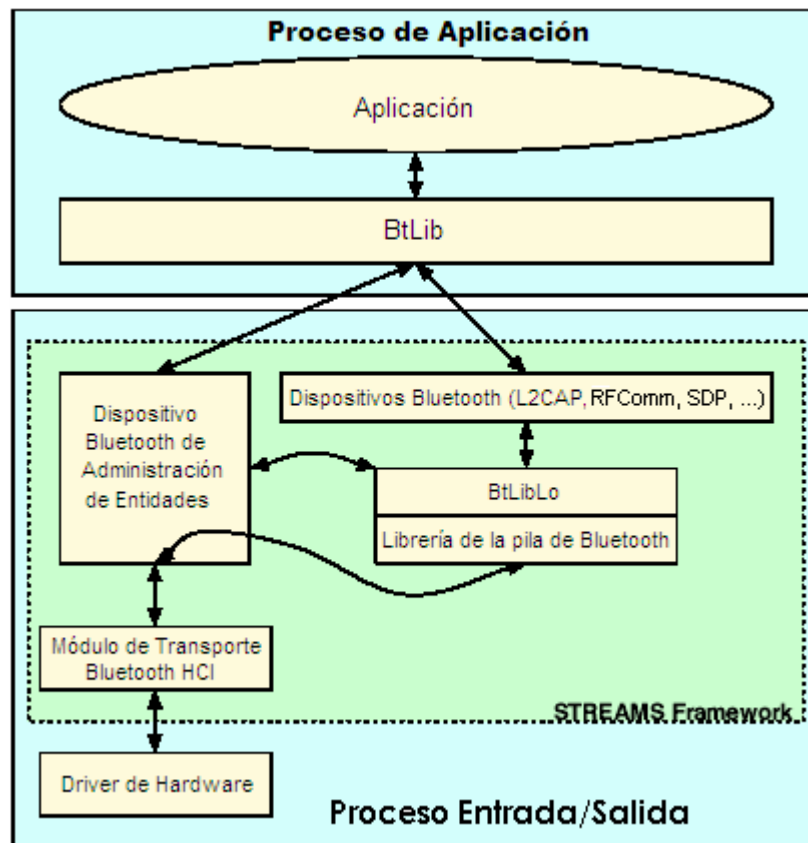 Proceso de Aplicación
Aplicación
BtLib
Dispositivo
Bluetooth de
Administración
de Entidades
Dispositivos Bluetooth (L2CAP, RFComm, SDP, ...)
BtLibLo
Librería de la pila de Bluetooth
Módulo de Transporte
Bluetooth HCI
STREAMS Framework
Driver de Hardware
Proceso Entrada/Salida